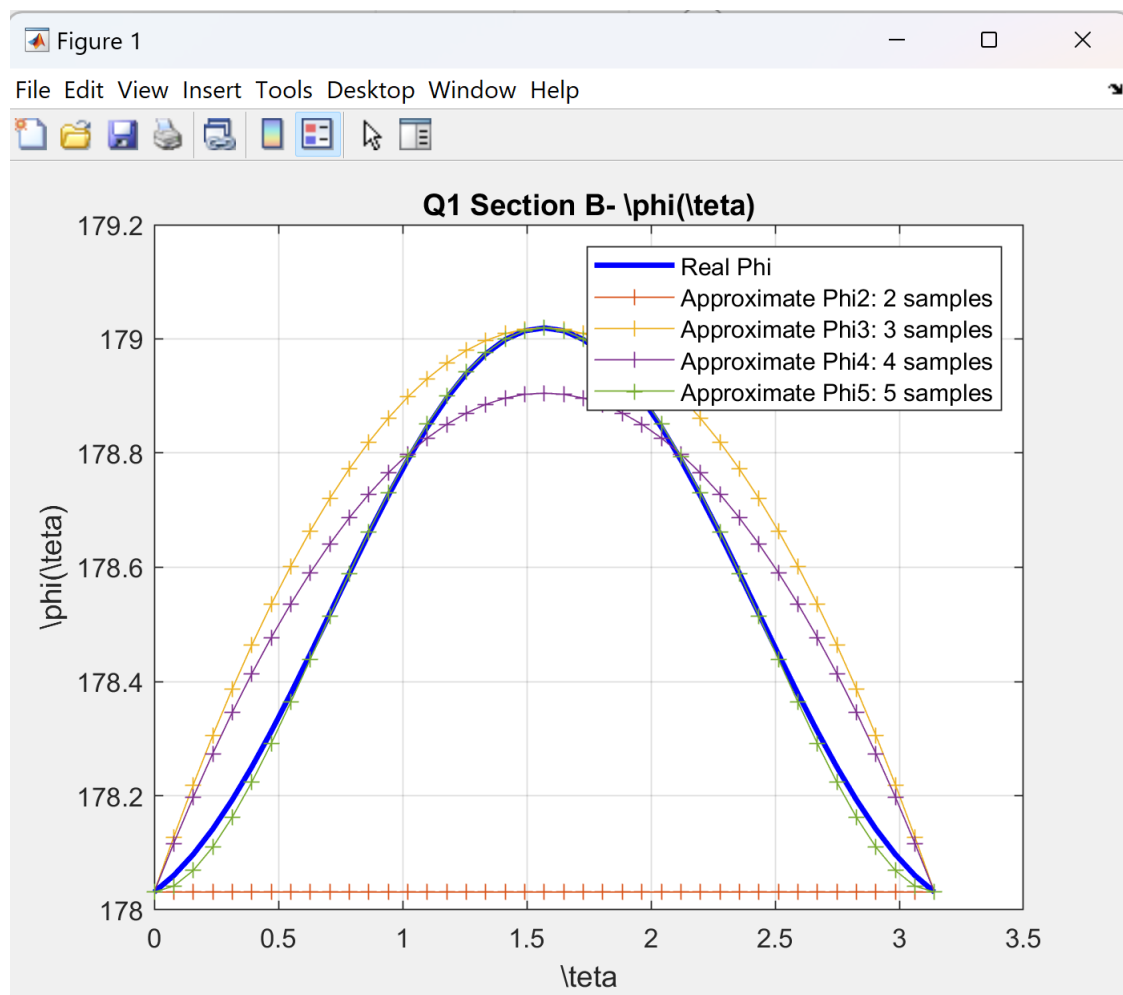 Figure 1
File Edit View Insert Tools Desktop Window Help
Q1 Section B- \phi(\teta)
179.2
179
178.8
178.6
178.4
178.2
178
\phi(\teta)
Real Phi
Approximate Phi2: 2 samples
Approximate Phi3: 3 samples
Approximate Phi4: 4 samples
Approximate Phi5: 5 samples
0 0.5 1 1.5 2 2.5 3 3.5
\teta